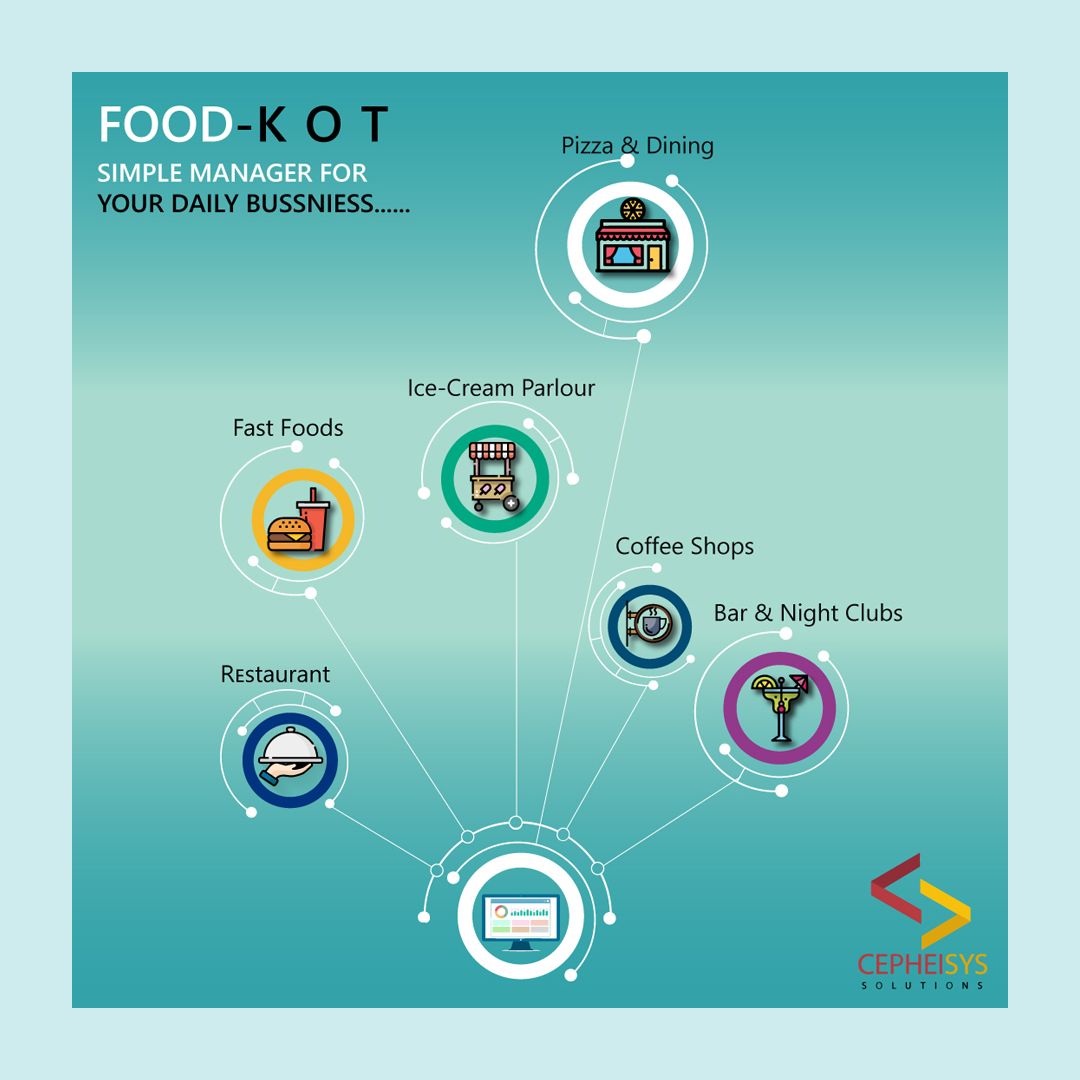 FOOD-K O T
SIMPLE MANAGER FOR
YOUR DAILY BUSSNIESS......
Pizza & Dining
Ice-Cream Parlour
Fast Foods
Coffee Shops
Bar & Night Clubs
Restaurant
CEPHEISYS
SOLUTIONS